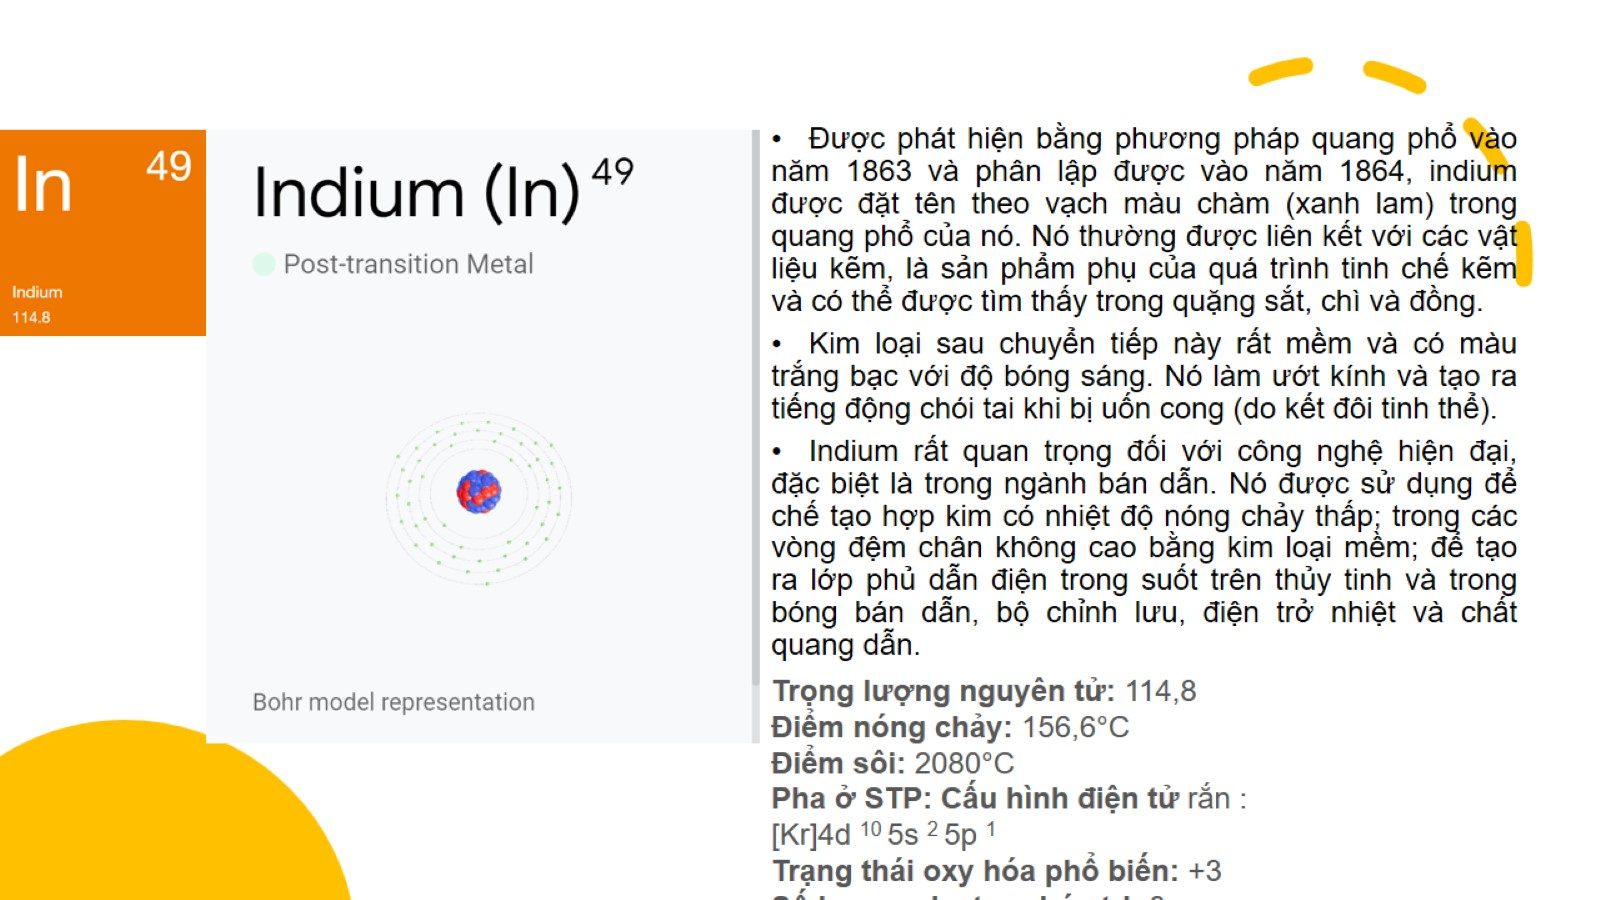 In 49
Indium
114.8
Indium (In) 49
Post-transition Metal
Bohr model representation
• Được phát hiện bằng phương pháp quang phổ vào
năm 1863 và phân lập được vào năm 1864, indium
được đặt tên theo vạch màu chàm (xanh lam) trong
quang phổ của nó. Nó thường được liên kết với các vật
liệu kẽm, là sản phẩm phụ của quá trình tinh chế kẽm
và có thể được tìm thấy trong quặng sắt, chì và đồng.
• Kim loại sau chuyển tiếp này rất mềm và có màu
trắng bạc với độ bóng sáng. Nó làm ướt kính và tạo ra
tiếng động chói tai khi bị uốn cong (do kết đôi tinh thể).
• Indium rất quan trọng đối với công nghệ hiện đại,
đặc biệt là trong ngành bán dẫn. Nó được sử dụng để
chế tạo hợp kim có nhiệt độ nóng chảy thấp; trong các
vòng đệm chân không cao bằng kim loại mềm; để tạo
ra lớp phủ dẫn điện trong suốt trên thủy tinh và trong
bóng bán dẫn, bộ chỉnh lưu, điện trở nhiệt và chất
quang dẫn.
Trọng lượng nguyên tử: 114,8
Điểm nóng chảy: 156,6°C
Điểm sôi: 2080°C
Pha ở STP: Cấu hình điện tử rắn :
[Kr]4d 10 5s 2 5p 1
Trạng thái oxy hóa phổ biến: +3